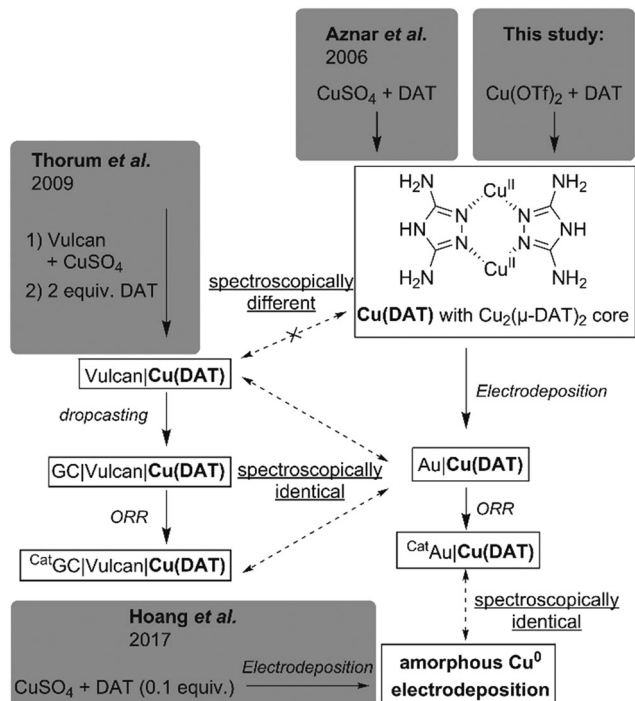 Aznar et al.
2006
CuSO₄ + DAT
This study:
Cu(OTf)₂ + DAT
Thorum et al.
2009
1) Vulcan
+ CuSO₄
2) 2 equiv. DAT
H₂N
Cuᴵᴵ
NH₂
N
N
HN
NH
N
N
H₂N
Cuᴵᴵ
NH₂
Cu(DAT) with Cu₂(μ-DAT)₂ core
spectroscopically
different
Vulcan|Cu(DAT)
Electrodeposition
dropcasting
GC|Vulcan|Cu(DAT)
spectroscopically
identical
Au|Cu(DAT)
ORR
ORR
ᶜᵃᵗGC|Vulcan|Cu(DAT)
ᶜᵃᵗAu|Cu(DAT)
spectroscopically
identical
Hoang et al.
2017
CuSO₄ + DAT (0.1 equiv.)
Electrodeposition
amorphous Cu⁰
electrodeposition